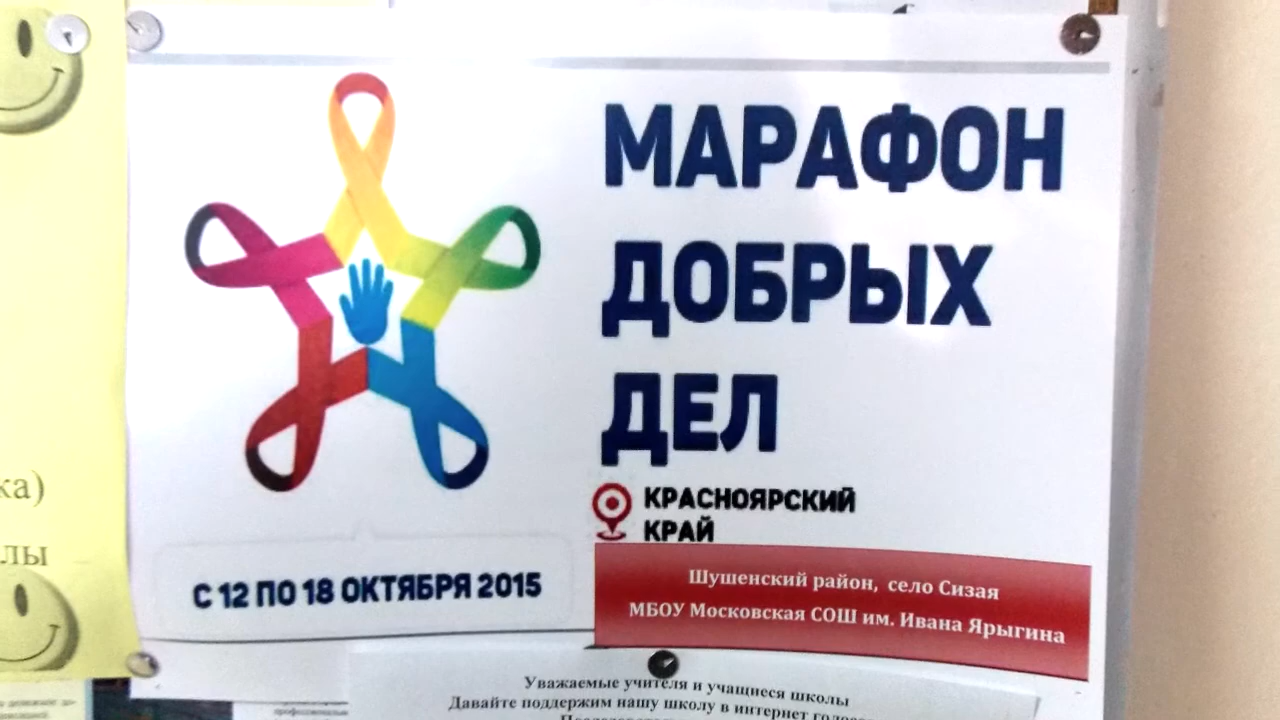 МАРАФОН
ДОБРЫХ
ДЕЛ
КРАСНОЯРСКИЙ
КРАЙ
С 12 ПО 18 ОКТЯБРЯ 2015
Шушенский район, село Сизая
МБОУ Московская СОШ им. Ивана Ярыгина
Уважаемые учителя и учащиеся школы
Давайте поддержим нашу школу в интернет
ка)
лы